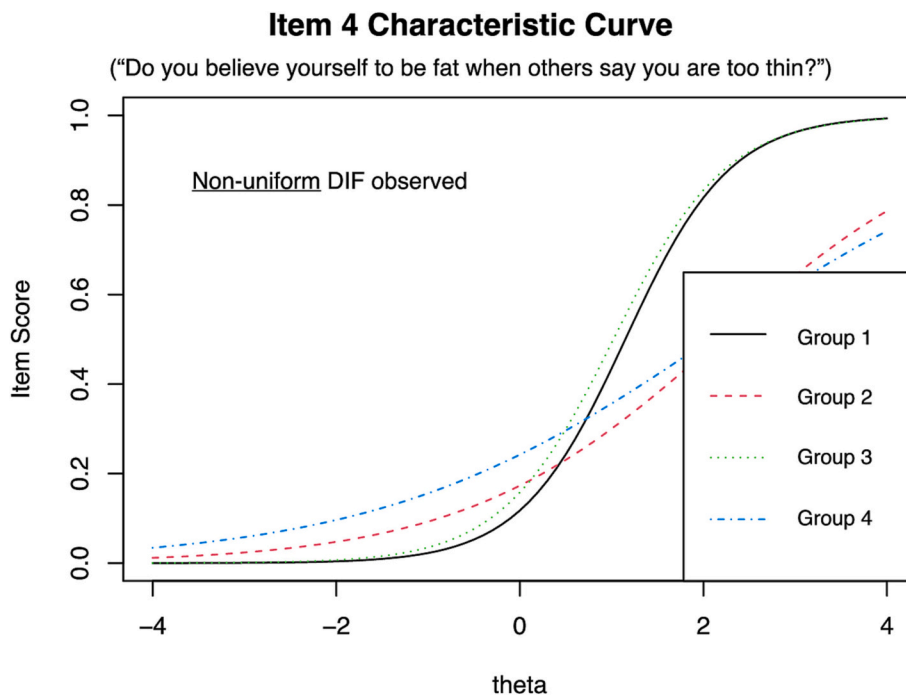 Item 4 Characteristic Curve
(“Do you believe yourself to be fat when others say you are too thin?”)
Non-uniform DIF observed
Item Score
1.0
0.8
0.6
0.4
0.2
0.0
Group 1
Group 2
Group 3
Group 4
−4
−2
0
2
4
theta